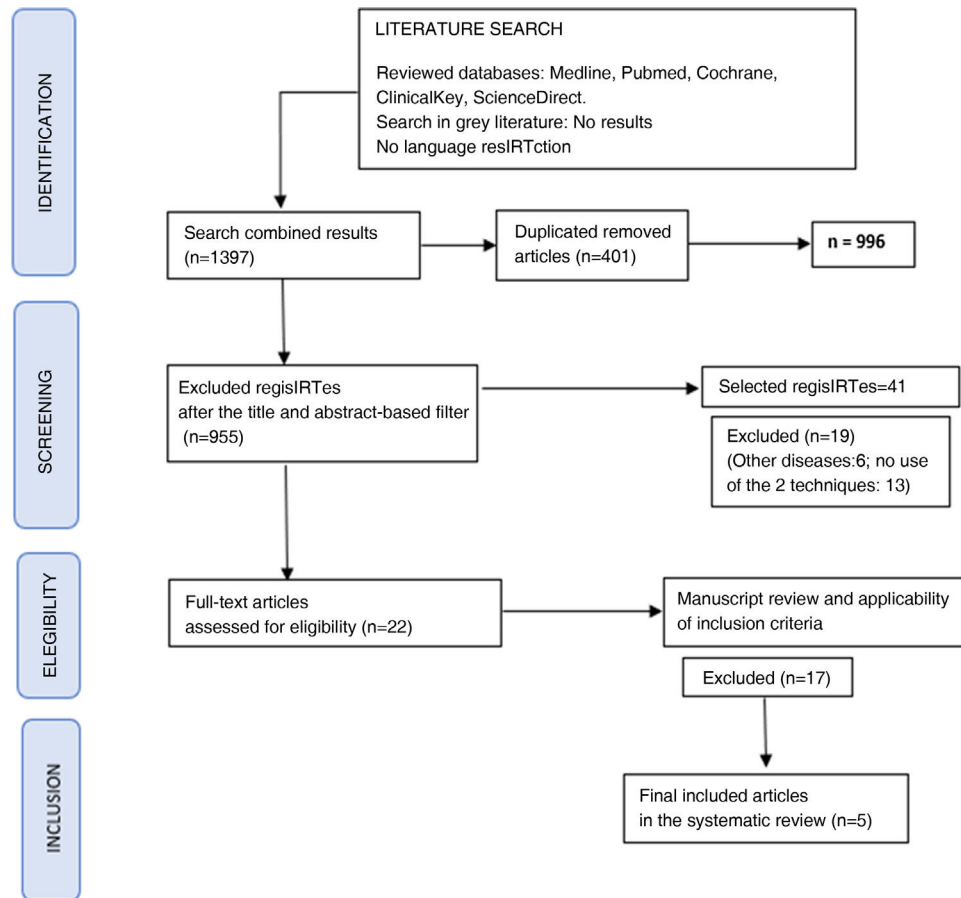 IDENTIFICATION
LITERATURE SEARCH
Reviewed databases: Medline, Pubmed, Cochrane,
ClinicalKey, ScienceDirect.
Search in grey literature: No results
No language resIRTction
Search combined results
(n=1397)
Duplicated removed
articles (n=401)
n = 996
SCREENING
Excluded regisIRTes
after the title and abstract-based filter
(n=955)
Selected regisIRTes=41
Excluded (n=19)
(Other diseases:6; no use
of the 2 techniques: 13)
ELEGIBILITY
Full-text articles
assessed for eligibility (n=22)
Manuscript review and applicability
of inclusion criteria
Excluded (n=17)
INCLUSION
Final included articles
in the systematic review (n=5)